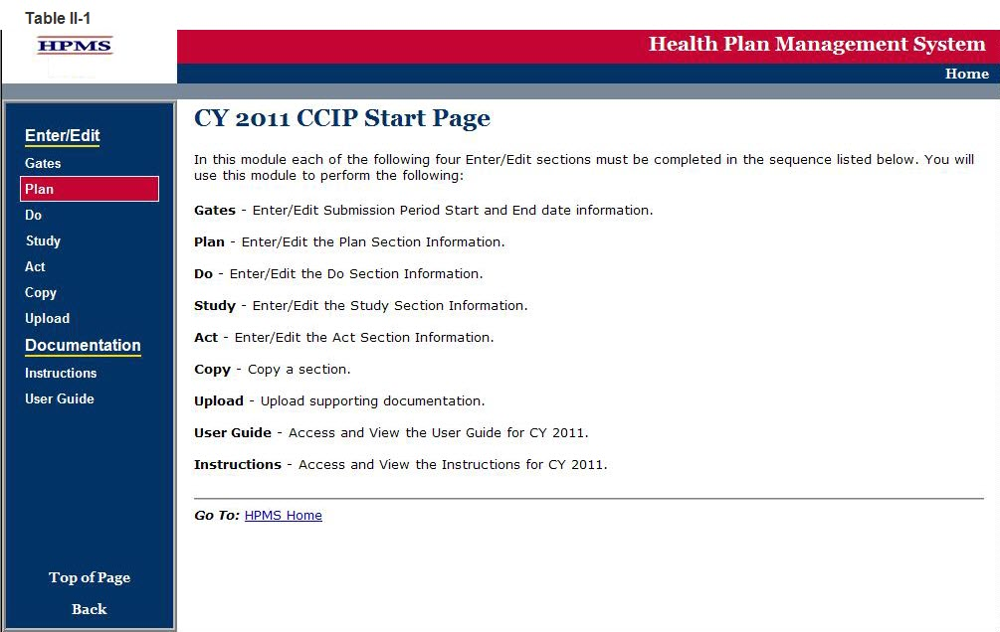 Table II-1
HPMS
Health Plan Management System
Home
Enter/Edit
Gates
Plan
Do
Study
Act
Copy
Upload
Documentation
Instructions
User Guide
Top of Page
Back
CY 2011 CCIP Start Page
In this module each of the following four Enter/Edit sections must be completed in the sequence listed below. You will
use this module to perform the following:
Gates - Enter/Edit Submission Period Start and End date information.
Plan - Enter/Edit the Plan Section Information.
Do - Enter/Edit the Do Section Information.
Study - Enter/Edit the Study Section Information.
Act - Enter/Edit the Act Section Information.
Copy - Copy a section.
Upload - Upload supporting documentation.
User Guide - Access and View the User Guide for CY 2011.
Instructions - Access and View the Instructions for CY 2011.
Go To: HPMS Home